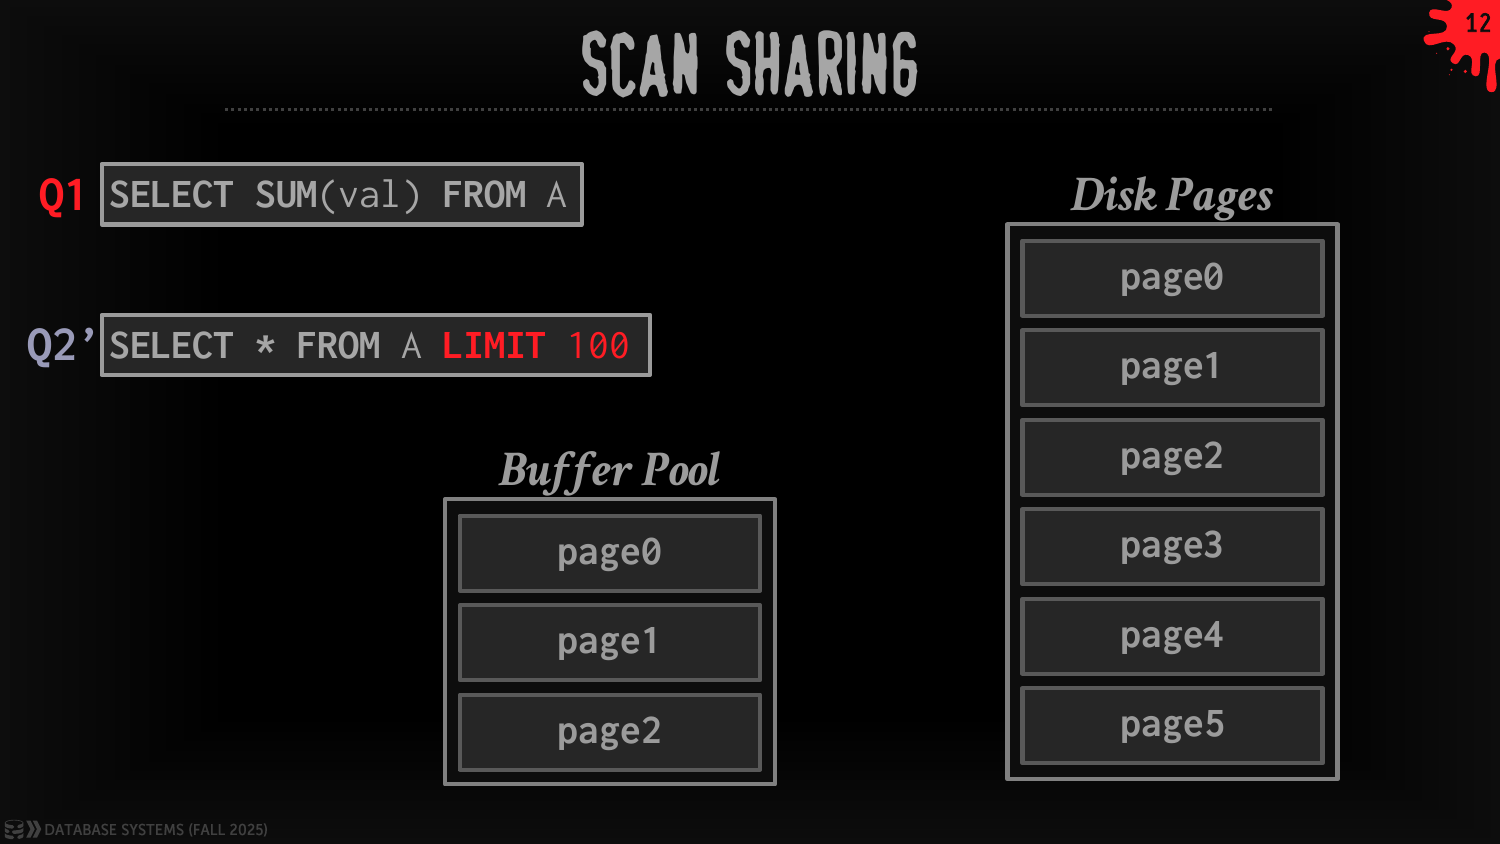 12
SCAN SHARING
Q1 SELECT SUM(val) FROM A
Q2’ SELECT * FROM A LIMIT 100
Disk Pages
page0
page1
page2
page3
page4
page5
Buffer Pool
page0
page1
page2
DATABASE SYSTEMS (FALL 2025)